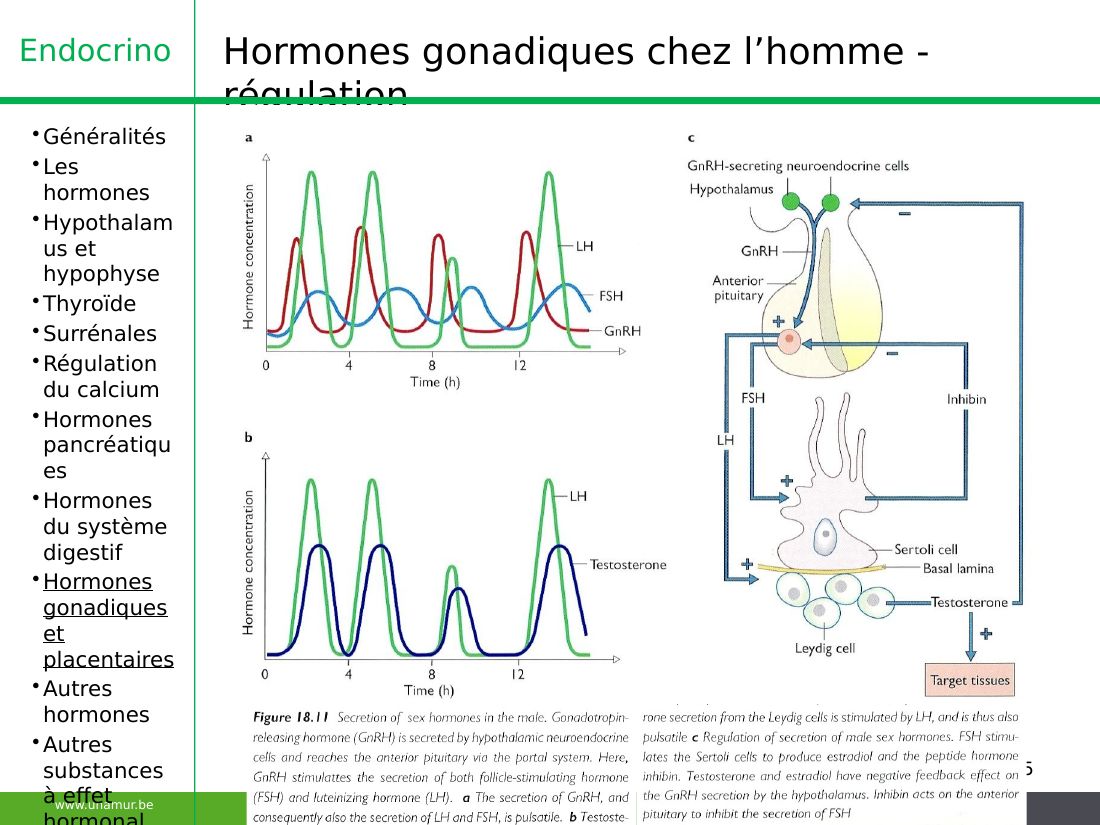 Endocrino
Hormones gonadiques chez l’homme -
régulation
•Généralités
•Les
hormones
•Hypothalam
us et
hypophyse
•Thyroïde
•Surrénales
•Régulation
du calcium
•Hormones
pancréatiqu
es
•Hormones
du système
digestif
•Hormones
gonadiques
et
placentaires
•Autres
hormones
•Autres
substances
à effet
hormonal
www.unamur.be
a
Hormone concentration
LH
FSH
GnRH
0 4 8 12
Time (h)
b
Hormone concentration
LH
Testosterone
0 4 8 12
Time (h)
c
GnRH-secreting neuroendocrine cells
Hypothalamus
–
GnRH
Anterior
pituitary
+
–
FSH
Inhibin
LH
+
Sertoli cell
+
Basal lamina
Testosterone
+
Leydig cell
Target tissues
Figure 18.11 Secretion of sex hormones in the male. Gonadotropin-
releasing hormone (GnRH) is secreted by hypothalamic neuroendocrine
cells and reaches the anterior pituitary via the portal system. Here,
GnRH stimulattes the secretion of both follicle-stimulating hormone
(FSH) and luteinizing hormone (LH). a The secretion of GnRH, and
consequently also the secretion of LH and FSH, is pulsatile. b Testoste-
rone secretion from the Leydig cells is stimulated by LH, and is thus also
pulsatile c Regulation of secretion of male sex hormones. FSH stimu-
lates the Sertoli cells to produce estradiol and the peptide hormone
inhibin. Testosterone and estradiol have negative feedback effect on
the GnRH secretion by the hypothalamus. Inhibin acts on the anterior
pituitary to inhibit the secretion of FSH